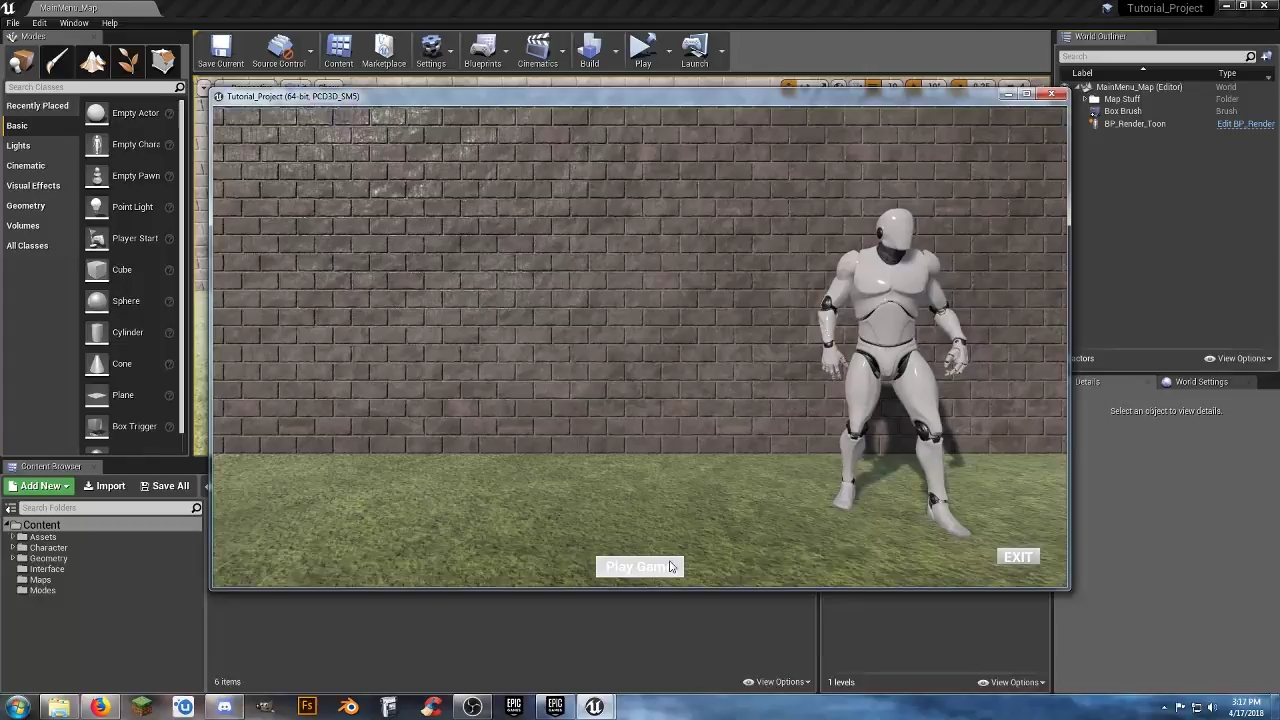 MainMenu_Map
Tutorial_Project
File Edit Window Help
Modes
World Outliner
Search Classes
Save Current
Source Control
Content
Marketplace
Settings
Blueprints
Cinematics
Build
Play
Launch
Search
Label Type
MainMenu_Map (Editor) World
Map Stuff Folder
Box Brush Brush
BP_Render_Toon Edit BP_Render
Tutorial_Project (64-bit, PCD3D_SM5)
Recently Placed
Basic
Lights
Cinematic
Visual Effects
Geometry
Volumes
All Classes
Empty Actor
Empty Chara
Empty Pawn
Point Light
Player Start
Cube
Sphere
Cylinder
Cone
Plane
Box Trigger
actors View Options
Details World Settings
Select an object to view details.
Content Browser
Add New Import Save All
Search Folders
Content
Assets
Character
Geometry
Interface
Maps
Modes
EXIT
Play Game
6 items View Options
1 levels View Options
Fs
EPIC GAMES
EPIC GAMES
3:17 PM
4/17/2018